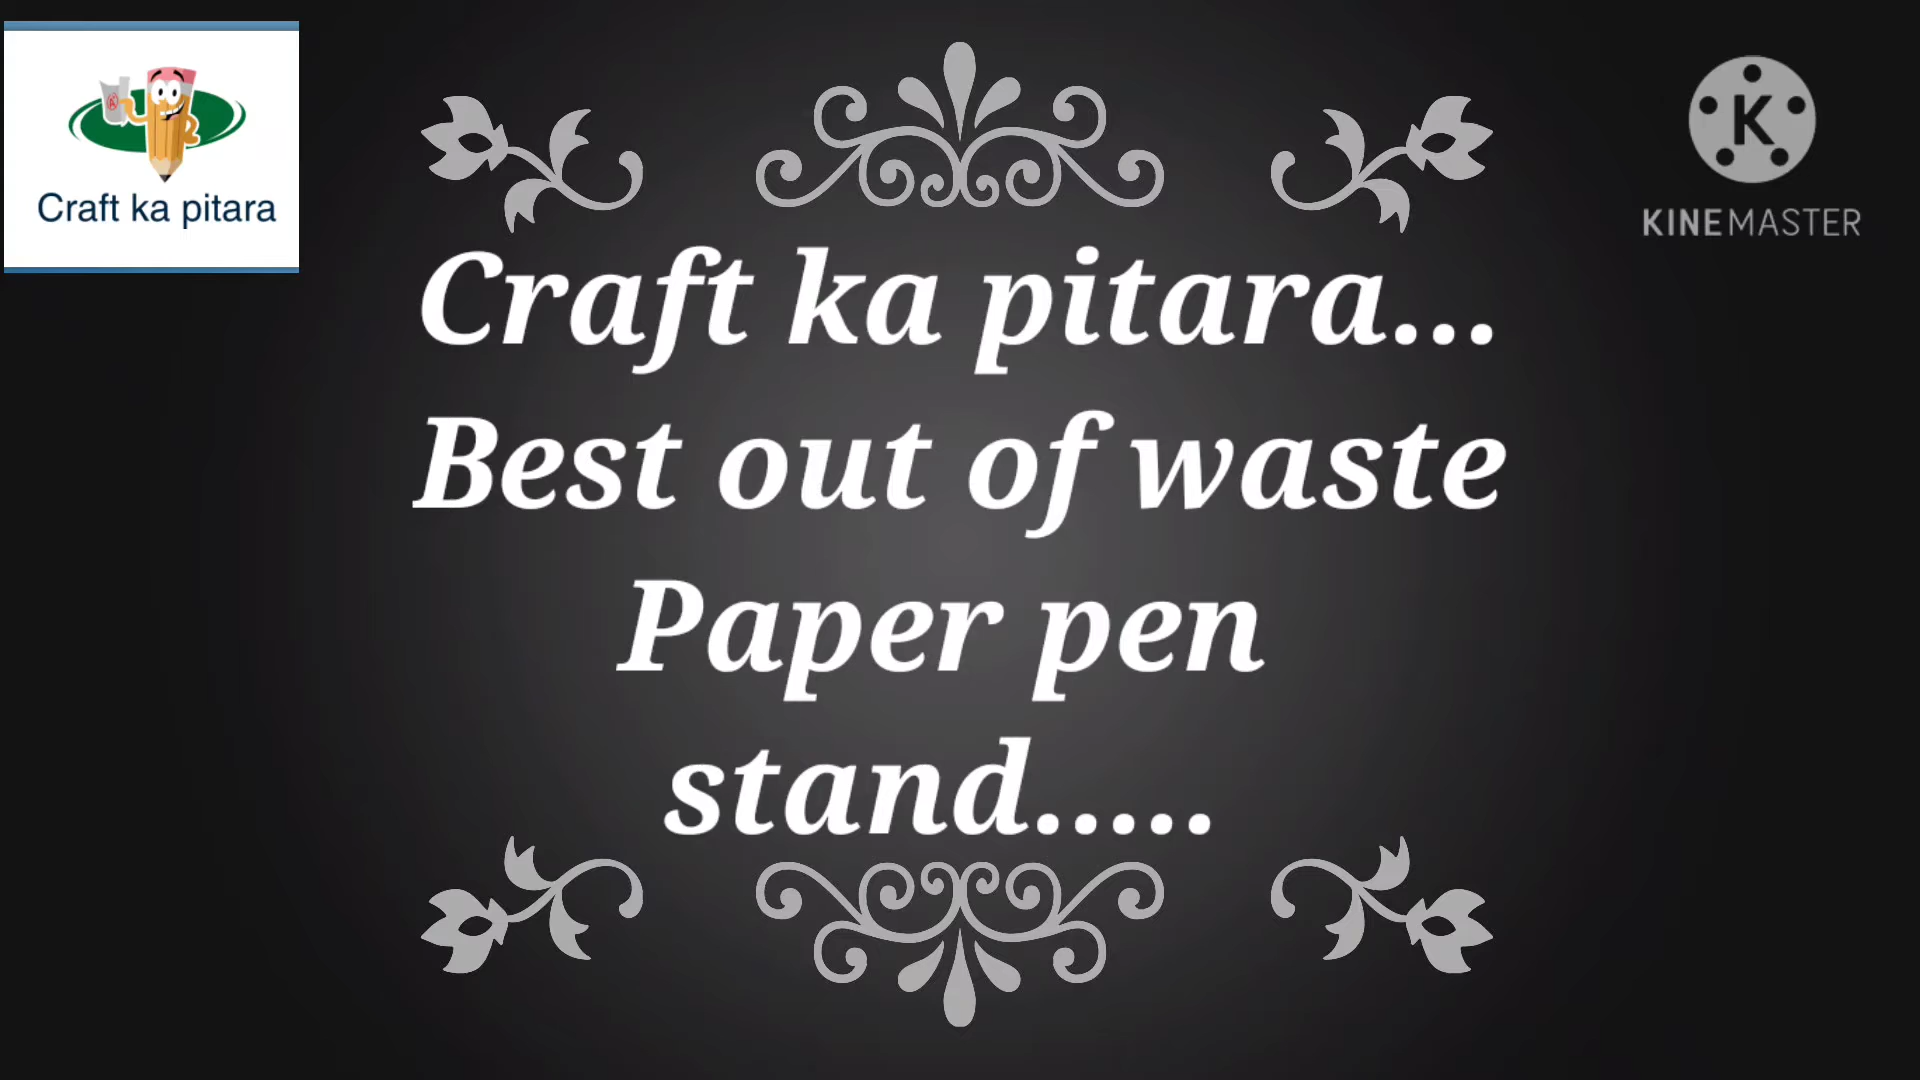 Craft ka pitara
K
KINEMASTER
Craft ka pitara...
Best out of waste
Paper pen
stand.....